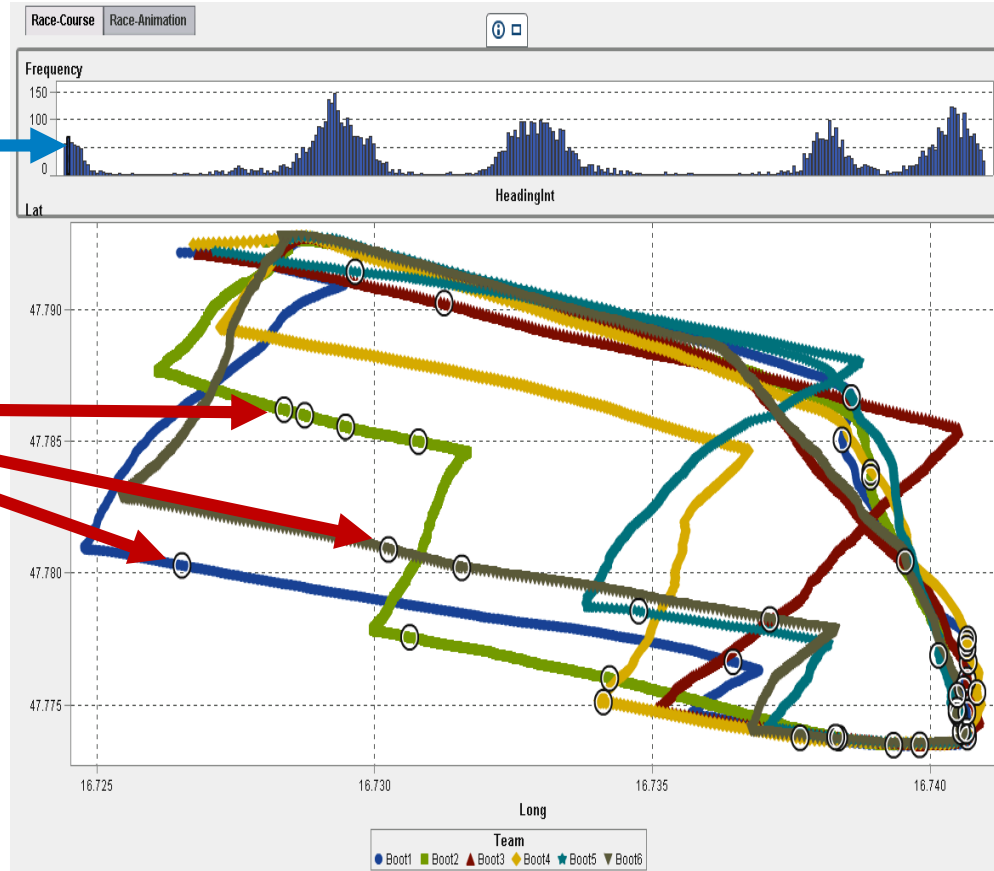 Race-Course Race-Animation
Frequency
150
100
0
HeadingInt
Lat
47.790
47.785
47.780
47.775
16.725 16.730 16.735 16.740
Long
Team
Boot1 Boot2 Boot3 Boot4 Boot5 Boot6